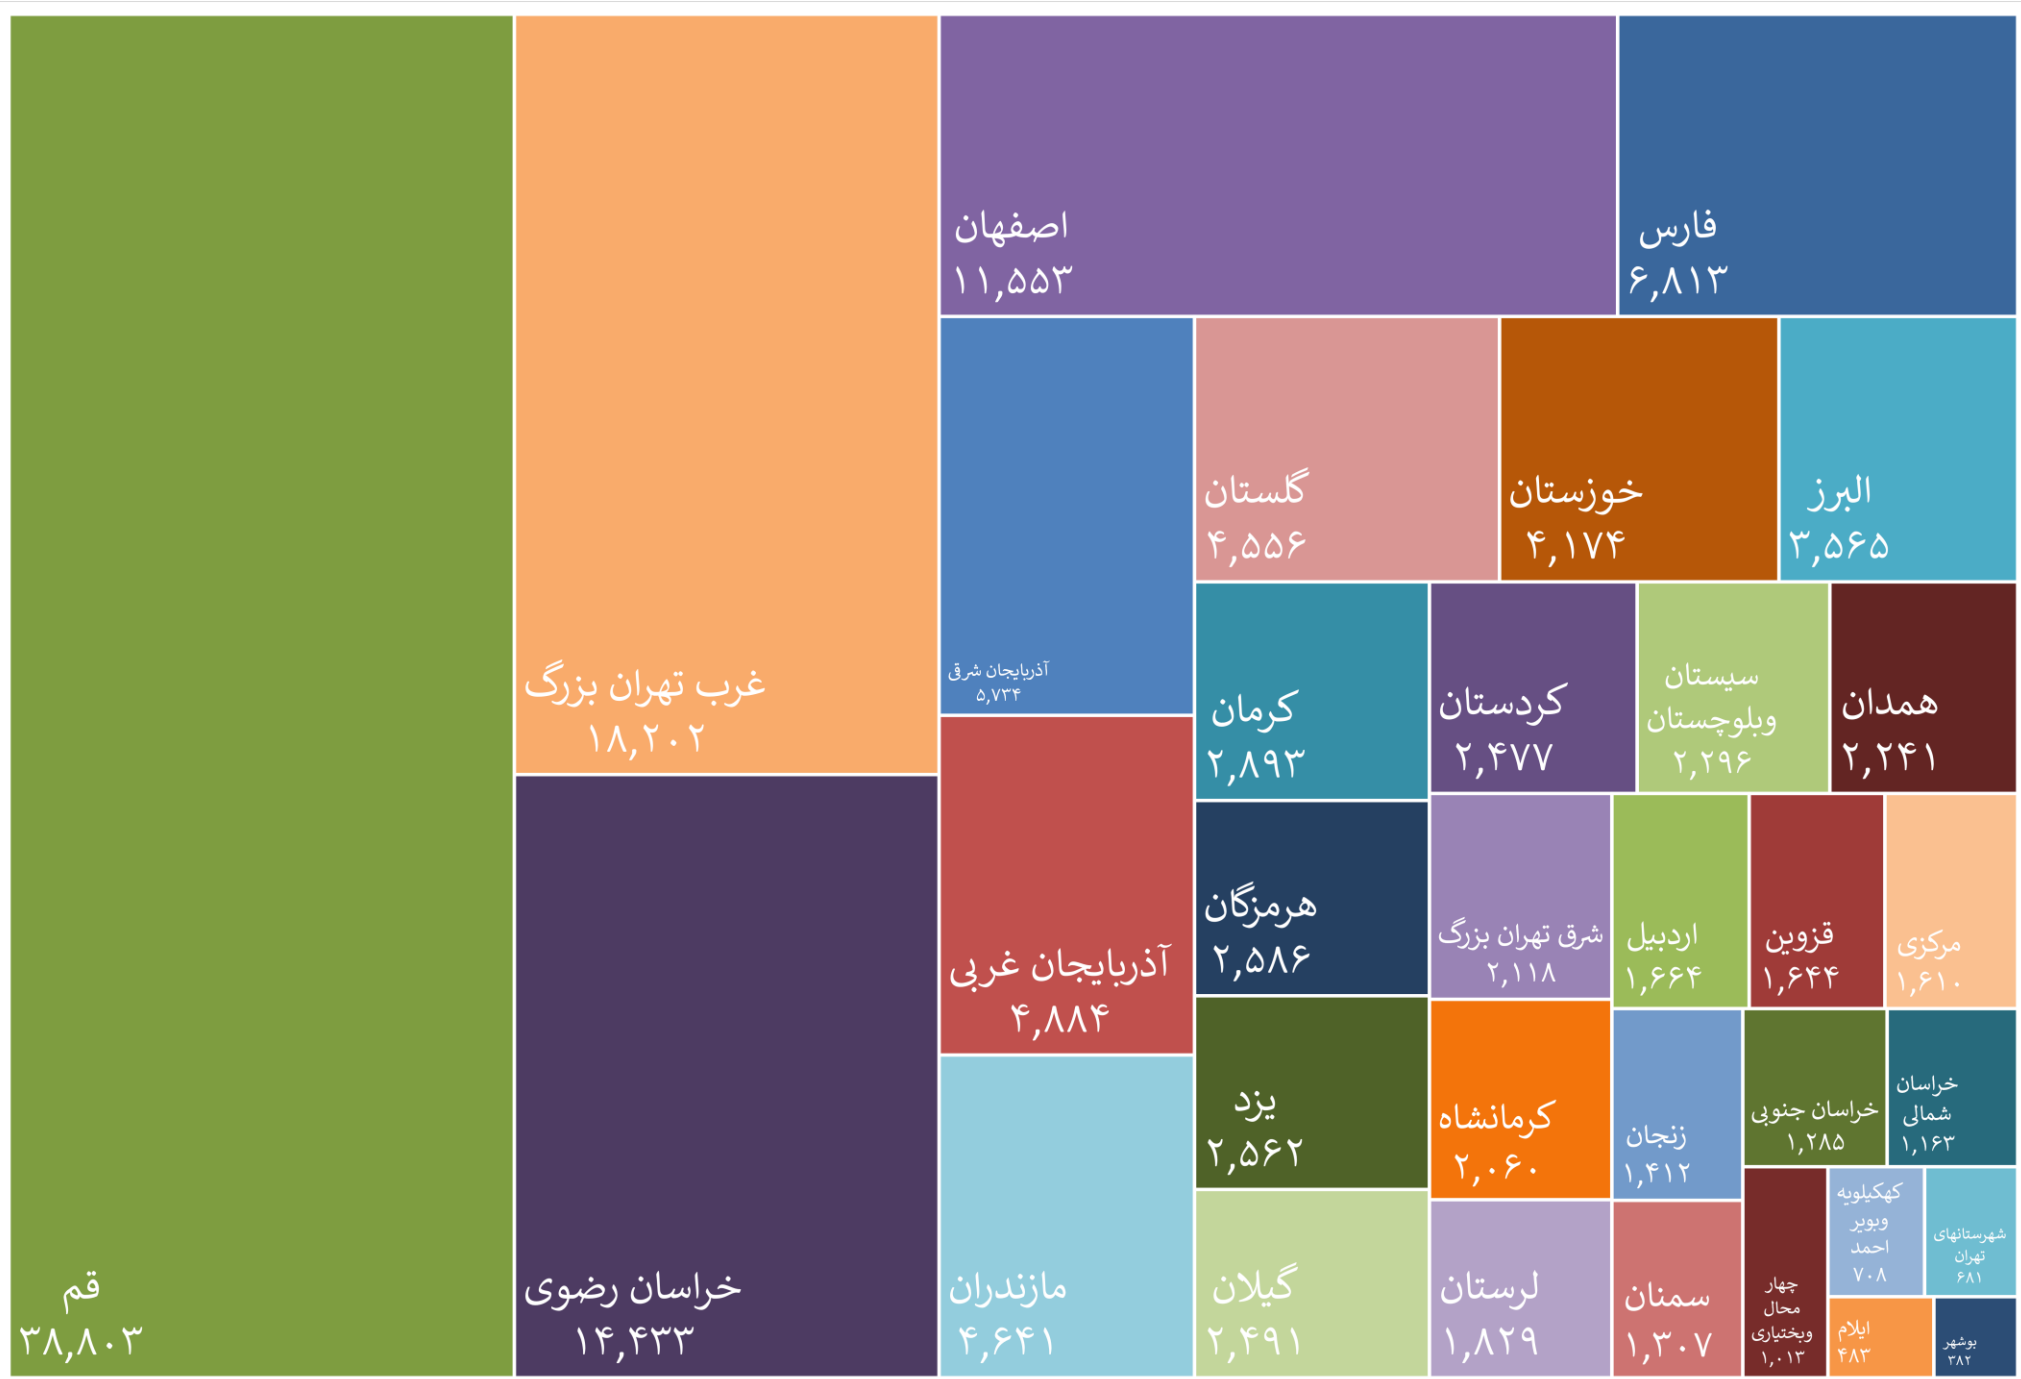 قم
۳۸,۸۰۳
غرب تهران بزرگ
۱۸,۲۰۲
خراسان رضوی
۱۴,۴۳۳
اصفهان
۱۱,۵۵۳
فارس
۶,۸۱۳
آذربایجان شرقی
۵,۷۳۴
آذربایجان غربی
۴,۸۸۴
مازندران
۴,۶۴۱
گلستان
۴,۵۵۶
خوزستان
۴,۱۷۴
البرز
۳,۵۶۵
کرمان
۲,۸۹۳
هرمزگان
۲,۵۸۶
یزد
۲,۵۶۲
گیلان
۲,۴۹۱
کردستان
۲,۴۷۷
سیستان
وبلوچستان
۲,۲۹۶
همدان
۲,۲۴۱
شرق تهران بزرگ
۲,۱۱۸
کرمانشاه
۲,۰۶۰
لرستان
۱,۸۲۹
اردبیل
۱,۶۶۴
قزوین
۱,۶۴۴
مرکزی
۱,۶۱۰
زنجان
۱,۴۱۲
سمنان
۱,۳۰۷
خراسان جنوبی
۱,۲۸۵
خراسان
شمالی
۱,۱۶۳
چهار
محال
وبختیاری
۱,۰۱۳
کهکیلویه
وبویر
احمد
۷۰۸
شهرستانهای
تهران
۶۸۱
ایلام
۴۸۳
بوشهر
۳۸۲